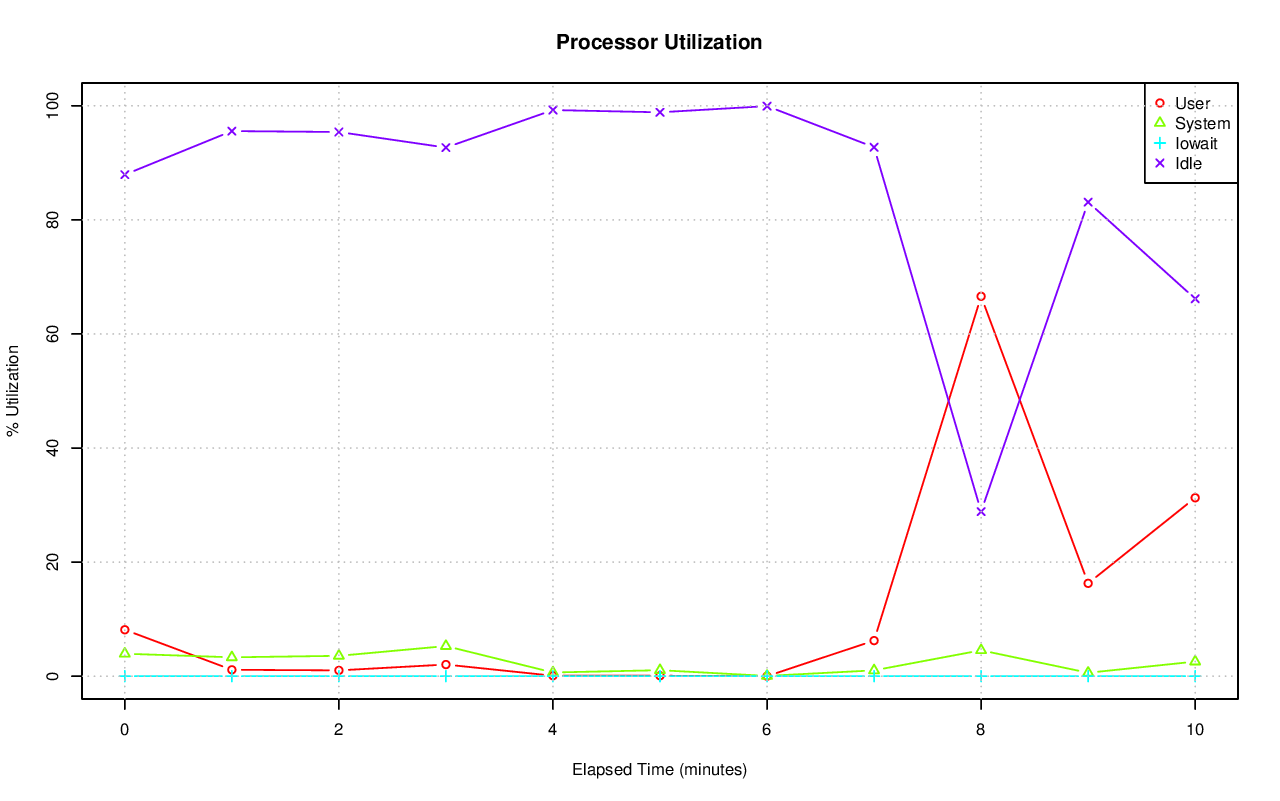 Processor Utilization
User
System
Iowait
Idle
% Utilization
100
80
60
40
20
0
0 2 4 6 8 10
Elapsed Time (minutes)